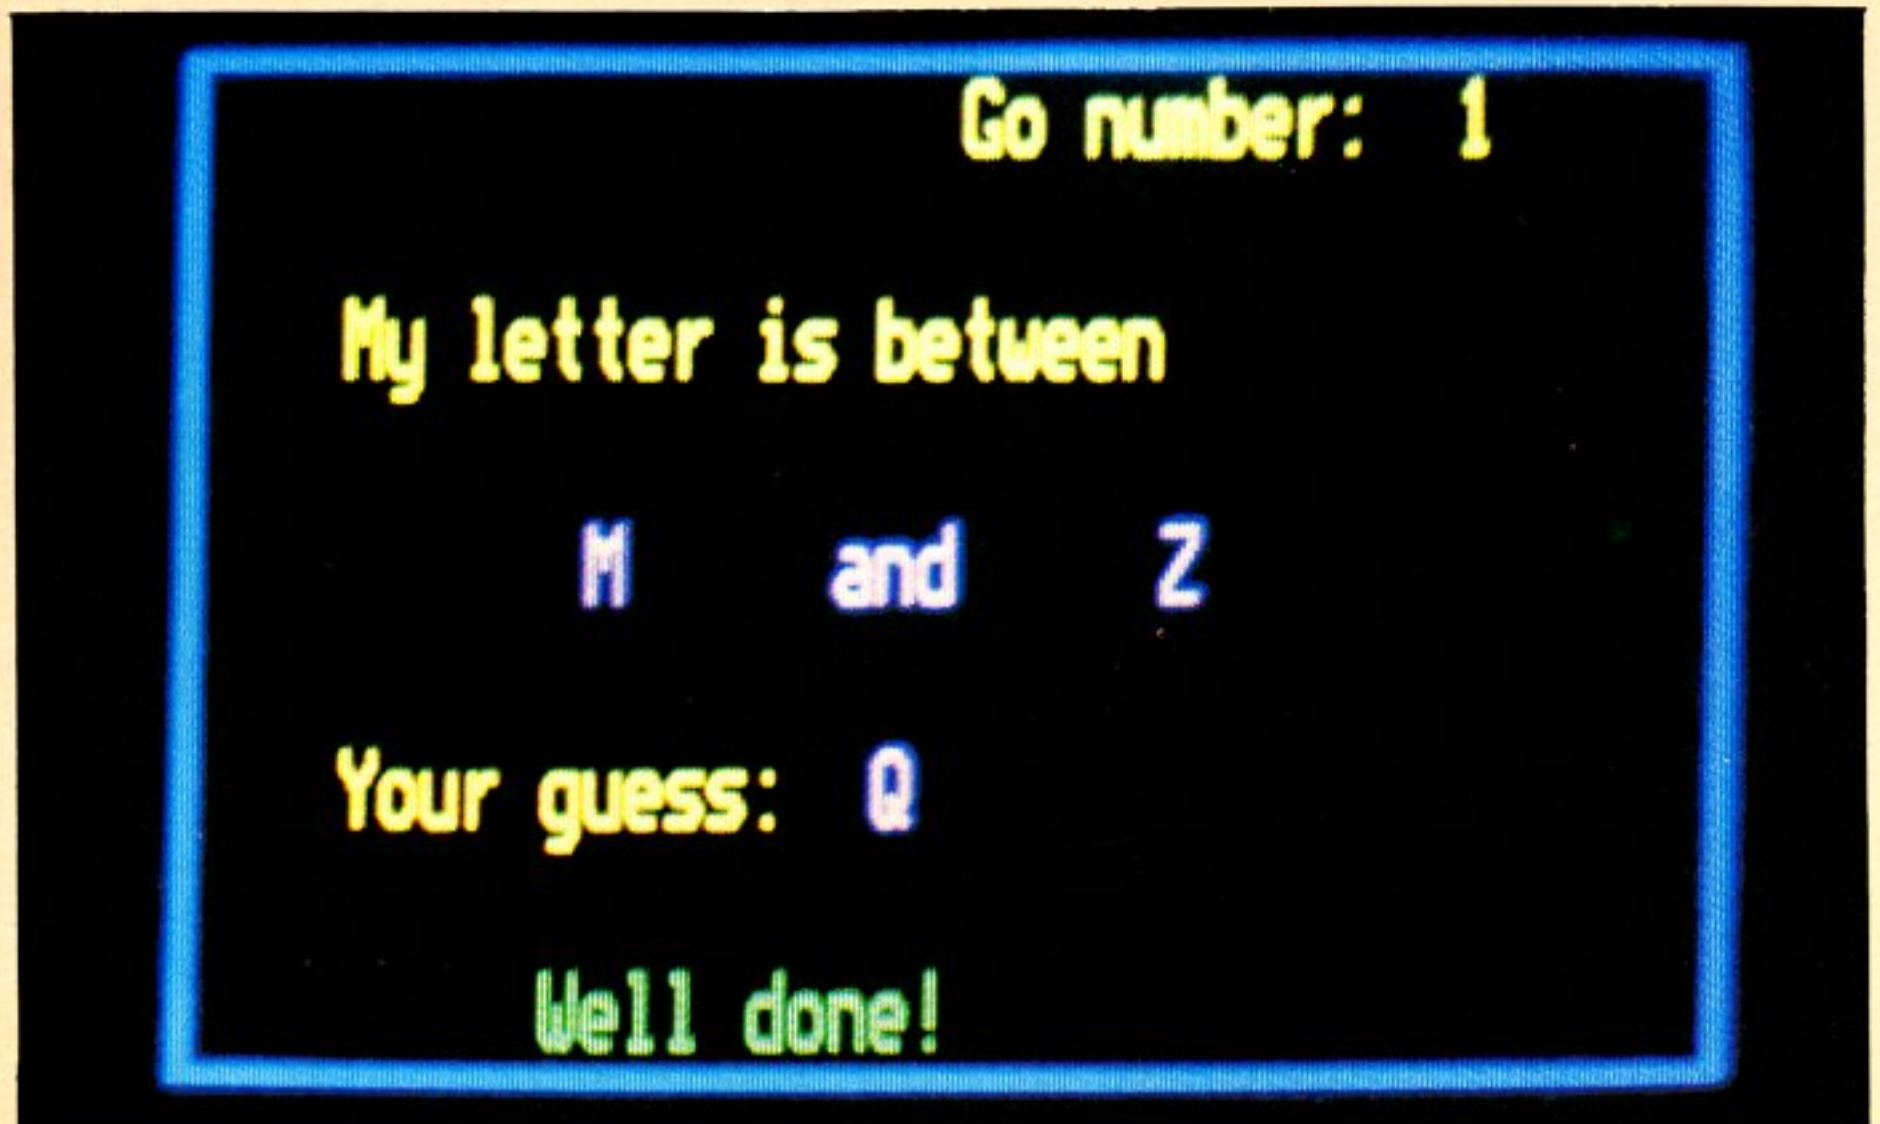 Go number: 1
My letter is between
M and Z
Your guess: Q
Well done!